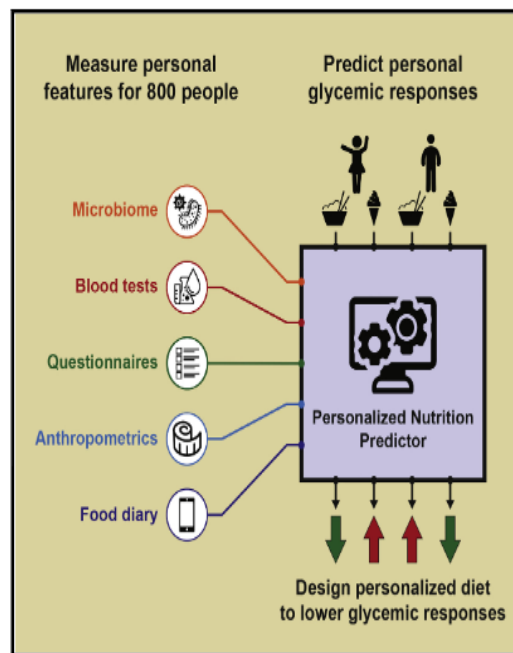 Measure personal
features for 800 people
Predict personal
glycemic responses
Microbiome
Blood tests
Questionnaires
Anthropometrics
Food diary
Personalized Nutrition
Predictor
Design personalized diet
to lower glycemic responses